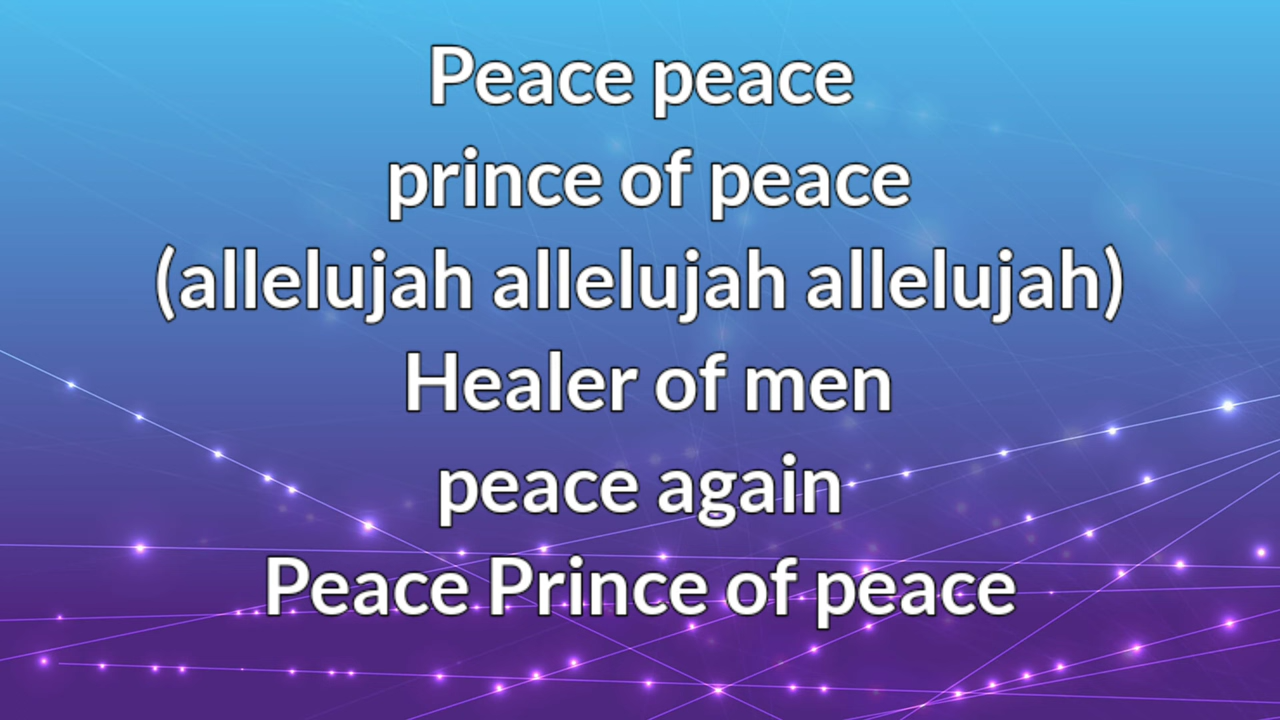 Peace peace
prince of peace
(allelujah allelujah allelujah)
Healer of men
peace again
Peace Prince of peace